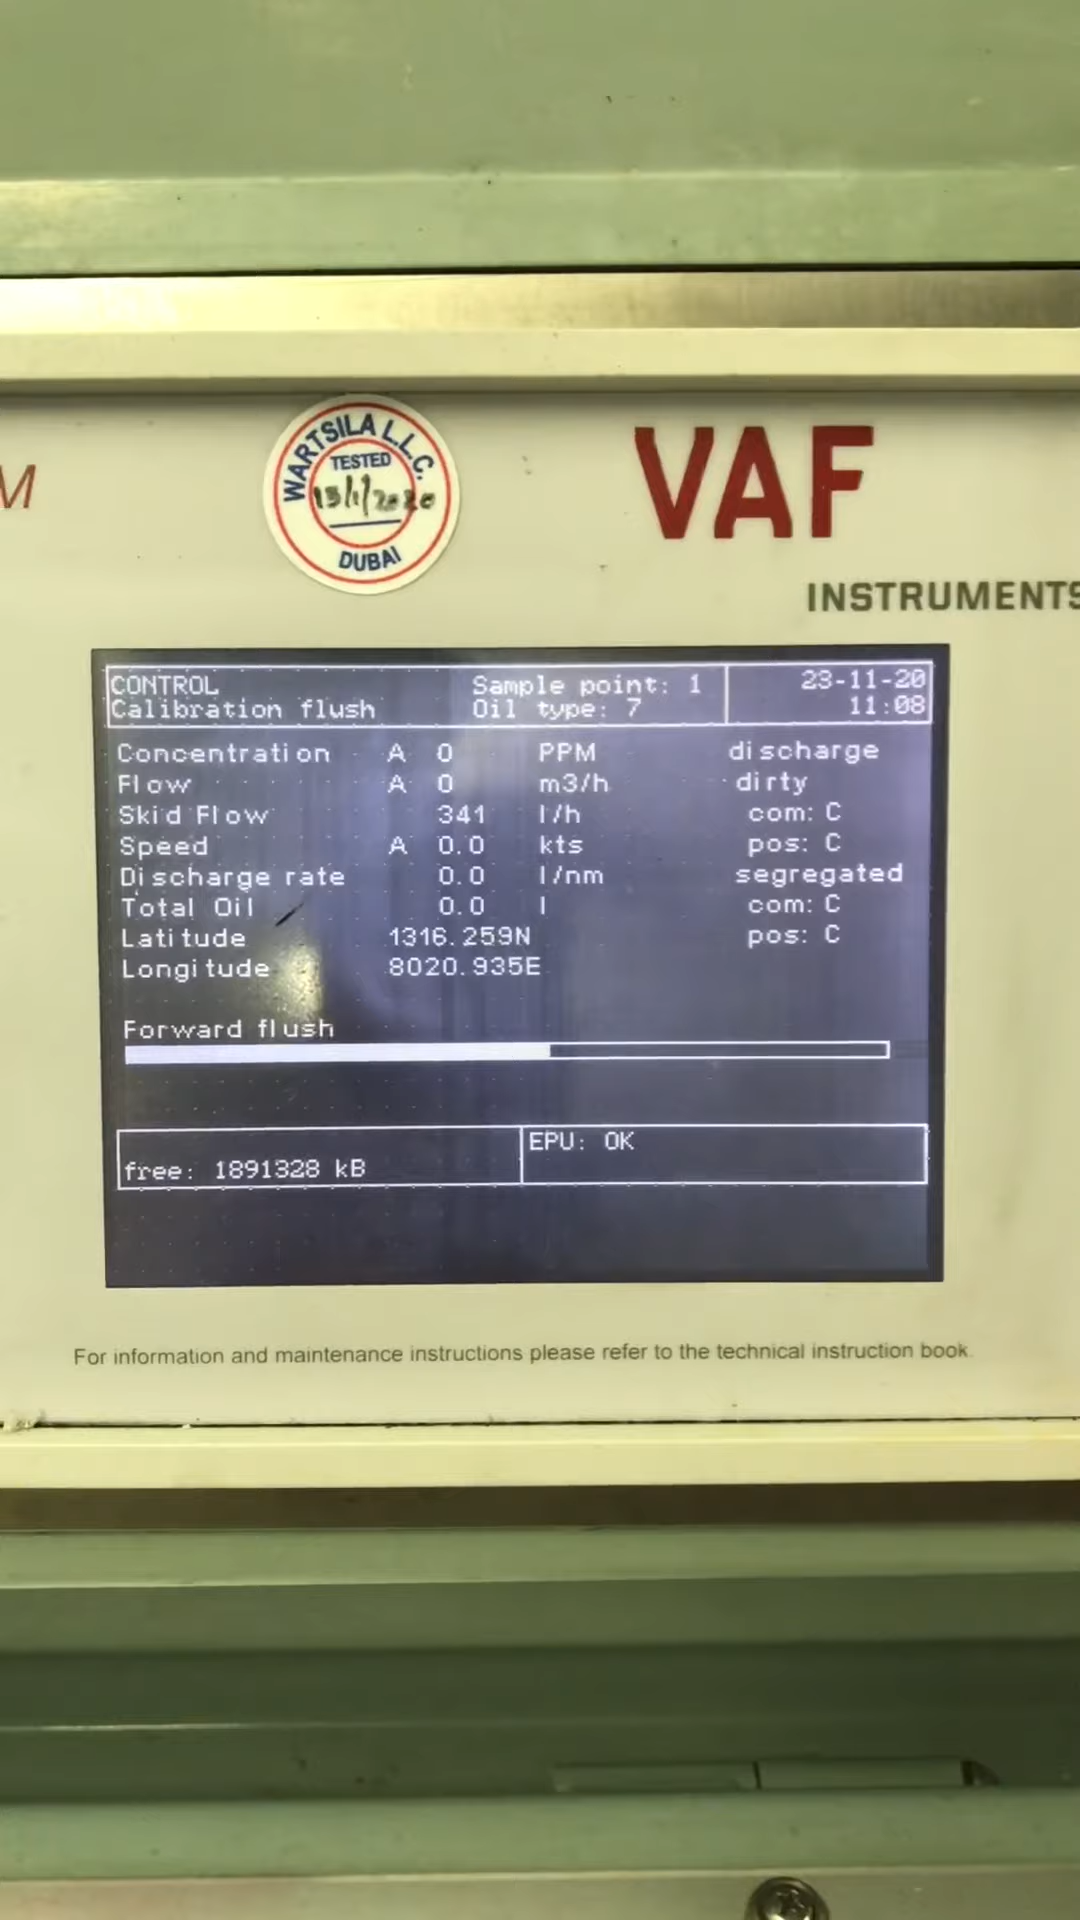 M
WARTSILA L.L.C.
TESTED
DUBAI
VAF
INSTRUMENTS
CONTROL Sample point: 1 23-11-20
Calibration flush Oil type: 7 11:08
Concentration A 0 PPM discharge
Flow A 0 m3/h dirty
Skid Flow 341 l/h com: C
Speed A 0.0 kts pos: C
Discharge rate 0.0 l/nm segregated
Total Oil 0.0 l com: C
Latitude 1316.259N pos: C
Longitude 8020.935E
Forward flush
EPU: OK
free: 1891328 kB
For information and maintenance instructions please refer to the technical instruction book.